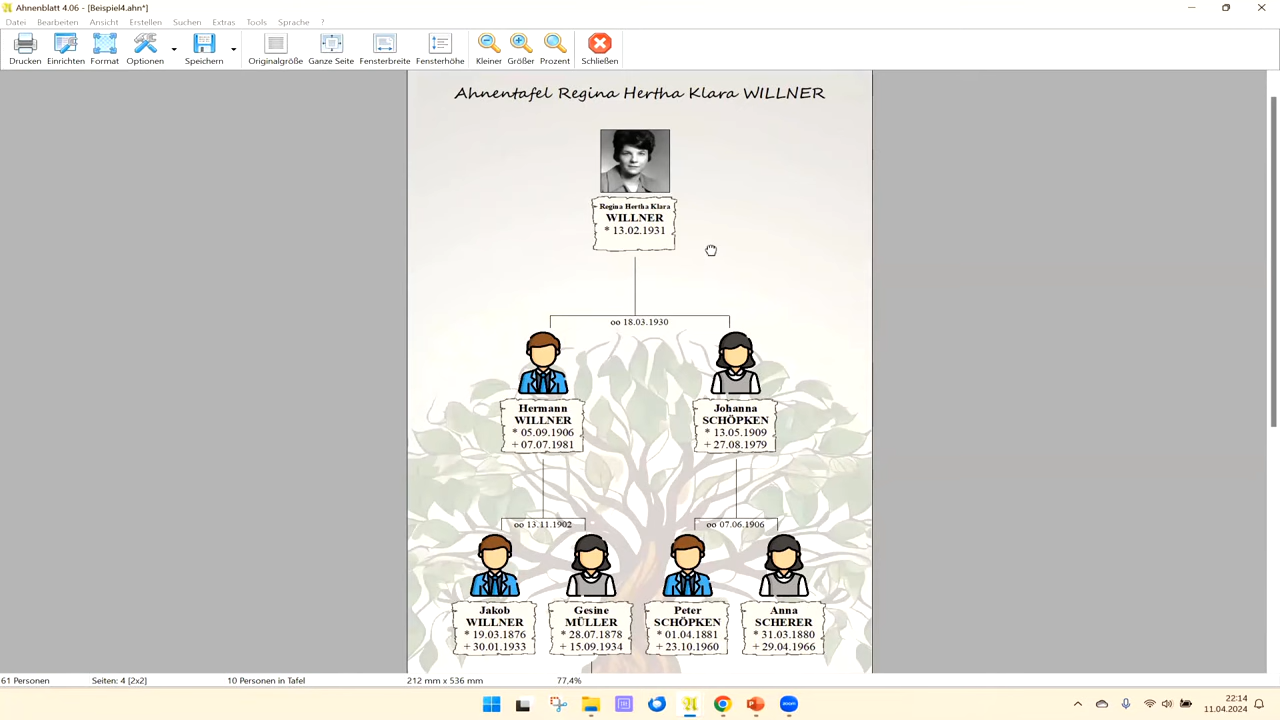 Ahnenblatt 4.06 - [Beispiel4.ahn*]
Datei Bearbeiten Ansicht Erstellen Suchen Extras Tools Sprache ?
Drucken Einrichten Format Optionen Speichern Originalgröße Ganze Seite Fensterbreite Fensterhöhe Kleiner Größer Prozent Schließen
Ahnentafel Regina Hertha Klara WILLNER
Regina Hertha Klara
WILLNER
* 13.02.1931
oo 18.03.1930
Hermann
WILLNER
* 05.09.1906
+ 07.07.1981
Johanna
SCHÖPKEN
* 13.05.1909
+ 27.08.1979
oo 13.11.1902
oo 07.06.1906
Jakob
WILLNER
* 19.03.1876
+ 30.01.1933
Gesine
MÜLLER
* 28.07.1878
+ 15.09.1934
Peter
SCHÖPKEN
* 01.04.1881
+ 23.10.1960
Anna
SCHERER
* 31.03.1880
+ 29.04.1966
61 Personen Seiten: 4 [2x2] 10 Personen in Tafel 212 mm x 536 mm 77,4%
zoom
22:14
11.04.2024